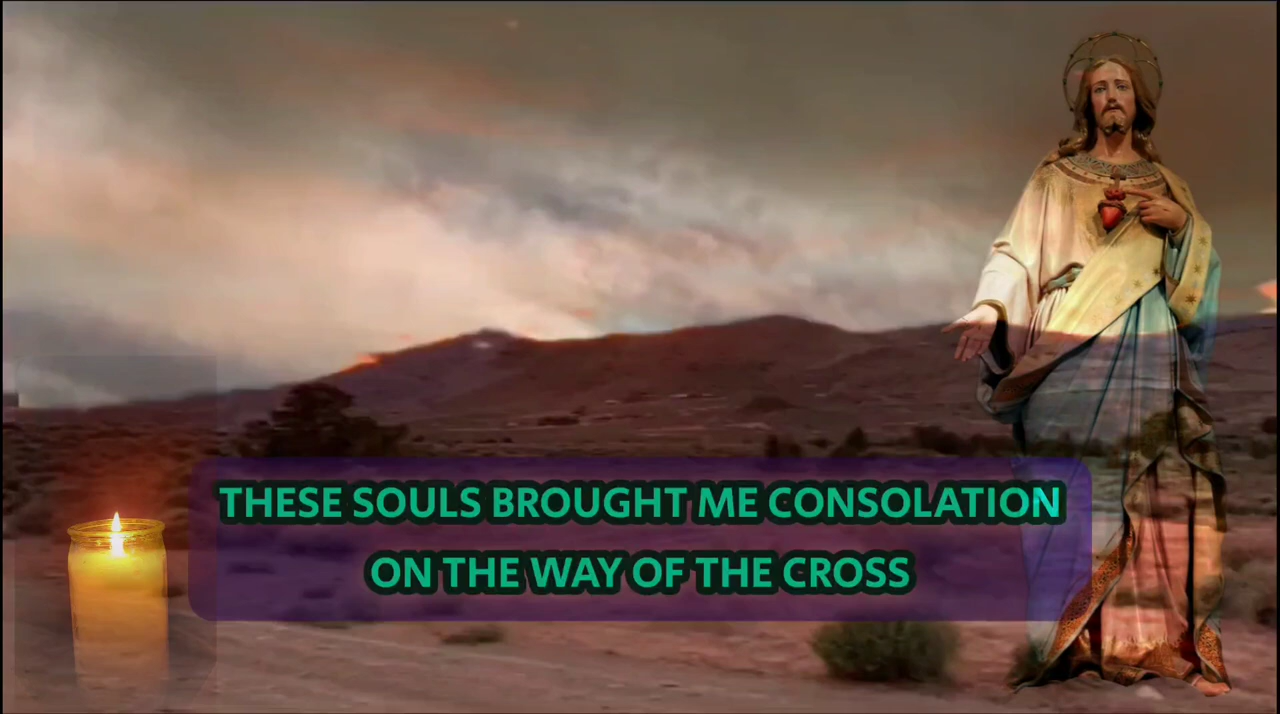 THESE SOULS BROUGHT ME CONSOLATION
ON THE WAY OF THE CROSS